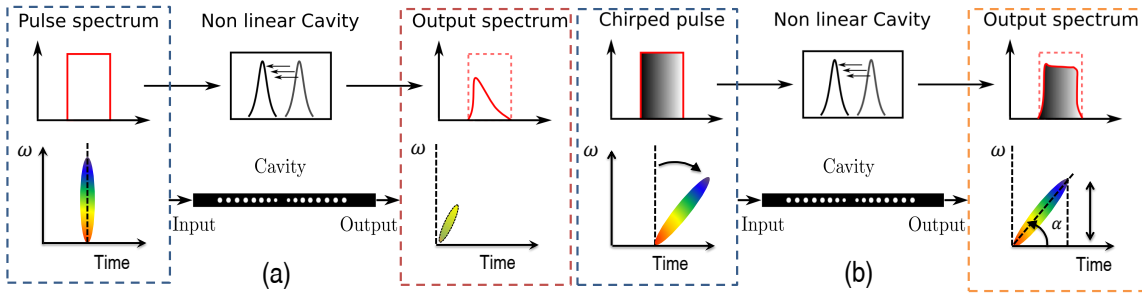 Pulse spectrum
Non linear Cavity
Output spectrum
Chirped pulse
Non linear Cavity
Output spectrum
ω
Time
Cavity
Input
Output
ω
Time
ω
Time
Cavity
Input
Output
ω
α
Time
(a)
(b)